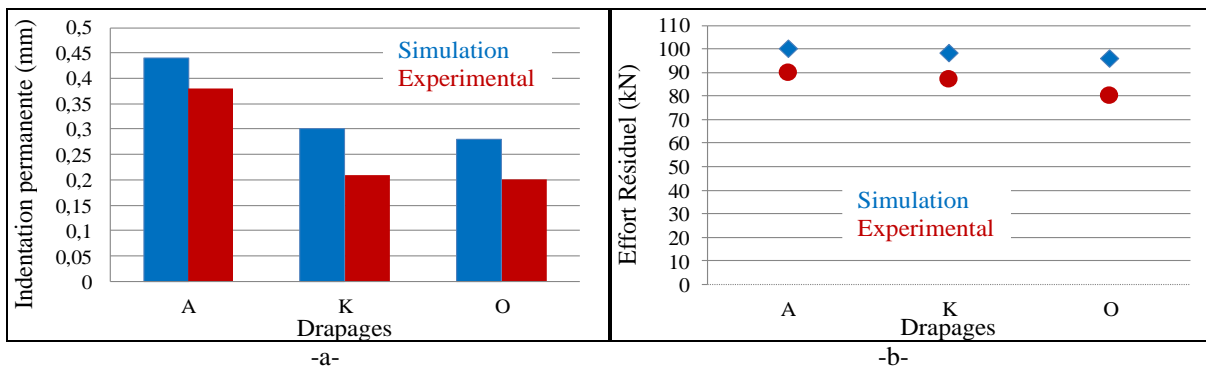 Indentation permanente (mm)
0,5
0,45
0,4
0,35
0,3
0,25
0,2
0,15
0,1
0,05
0
Simulation
Experimental
A K O
Drapages
-a-
Effort Résiduel (kN)
110
100
90
80
70
60
50
40
30
20
10
0
Simulation
Experimental
A K O
Drapages
-b-